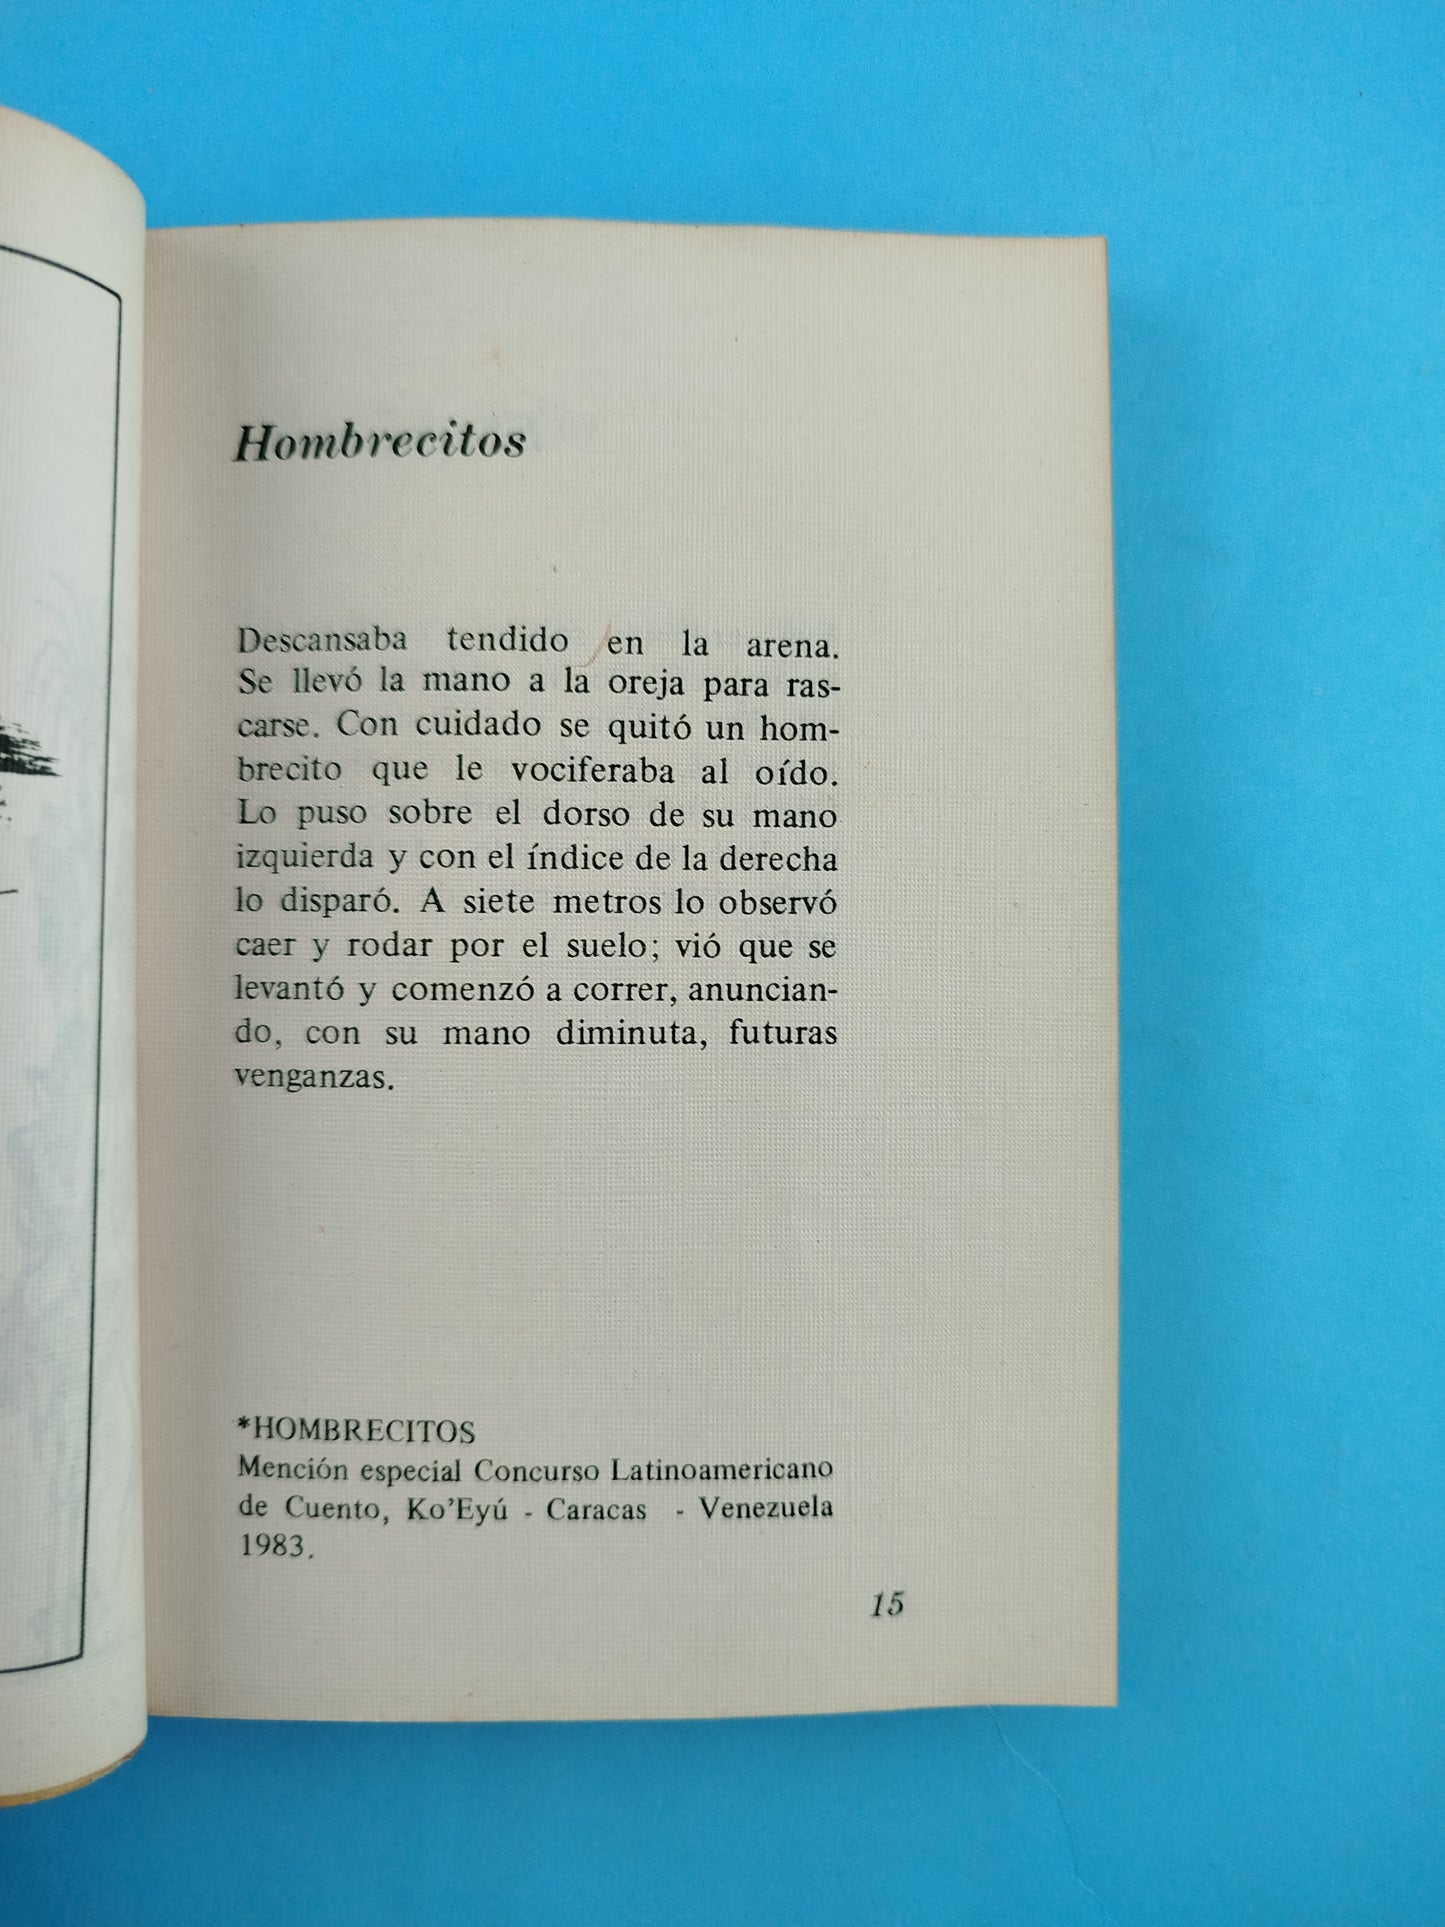 Hombrecitos
Descansaba tendido en la arena.
Se llevó la mano a la oreja para ras-
carse. Con cuidado se quitó un hom-
brecito que le vociferaba al oído.
Lo puso sobre el dorso de su mano
izquierda y con el índice de la derecha
lo disparó. A siete metros lo observó
caer y rodar por el suelo; vió que se
levantó y comenzó a correr, anuncian-
do, con su mano diminuta, futuras
venganzas.
*HOMBRECITOS
Mención especial Concurso Latinoamericano
de Cuento, Ko'Eyú - Caracas - Venezuela
1983.
15